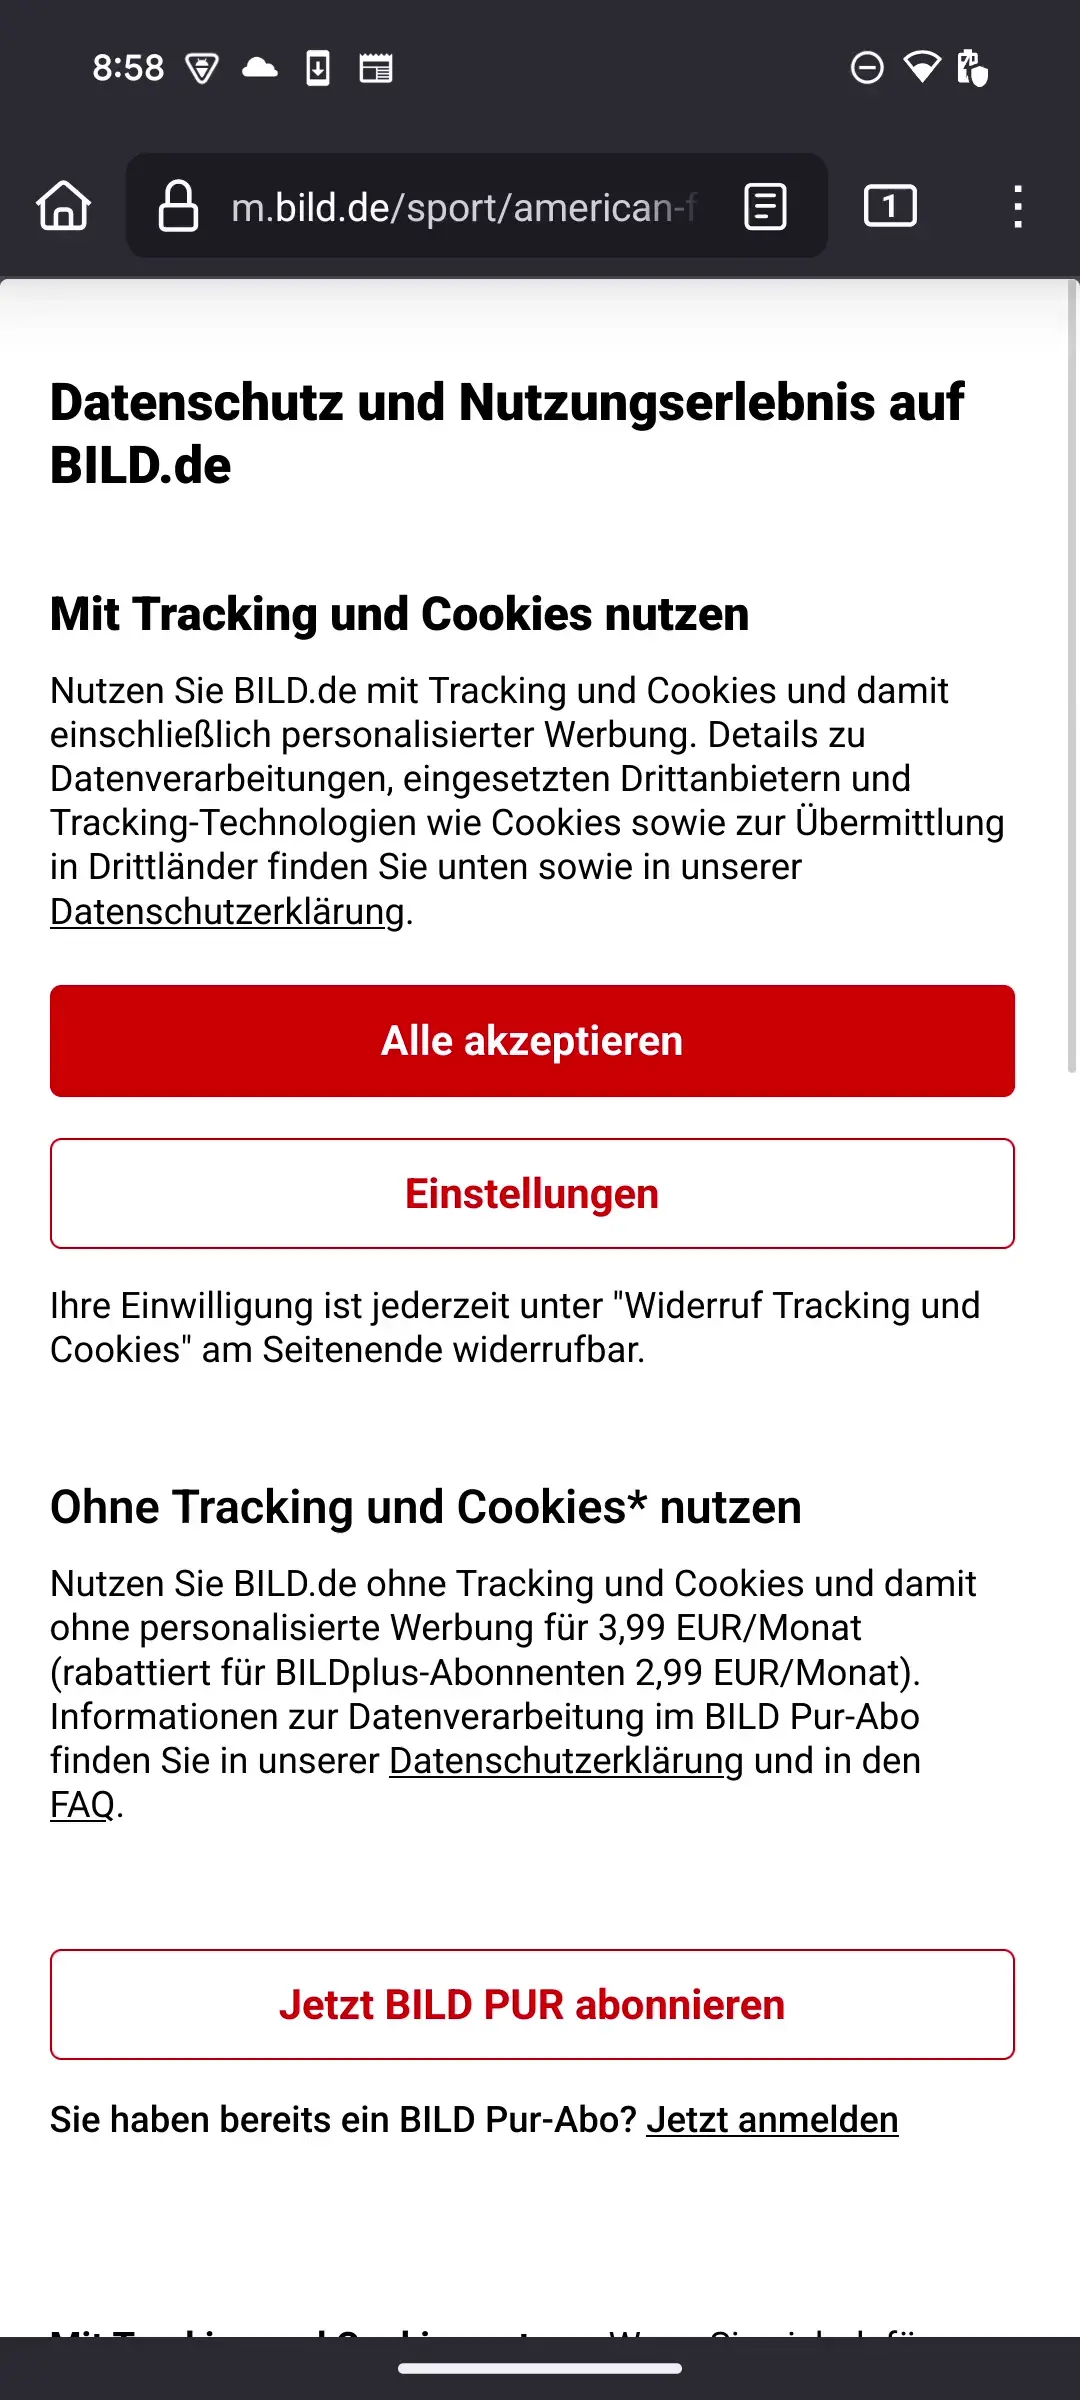 8:58
m.bild.de/sport/american-f
1
Datenschutz und Nutzungserlebnis auf
BILD.de
Mit Tracking und Cookies nutzen
Nutzen Sie BILD.de mit Tracking und Cookies und damit
einschließlich personalisierter Werbung. Details zu
Datenverarbeitungen, eingesetzten Drittanbietern und
Tracking-Technologien wie Cookies sowie zur Übermittlung
in Drittländer finden Sie unten sowie in unserer
Datenschutzerklärung.
Alle akzeptieren
Einstellungen
Ihre Einwilligung ist jederzeit unter "Widerruf Tracking und
Cookies" am Seitenende widerrufbar.
Ohne Tracking und Cookies* nutzen
Nutzen Sie BILD.de ohne Tracking und Cookies und damit
ohne personalisierte Werbung für 3,99 EUR/Monat
(rabattiert für BILDplus-Abonnenten 2,99 EUR/Monat).
Informationen zur Datenverarbeitung im BILD Pur-Abo
finden Sie in unserer Datenschutzerklärung und in den
FAQ.
Jetzt BILD PUR abonnieren
Sie haben bereits ein BILD Pur-Abo? Jetzt anmelden